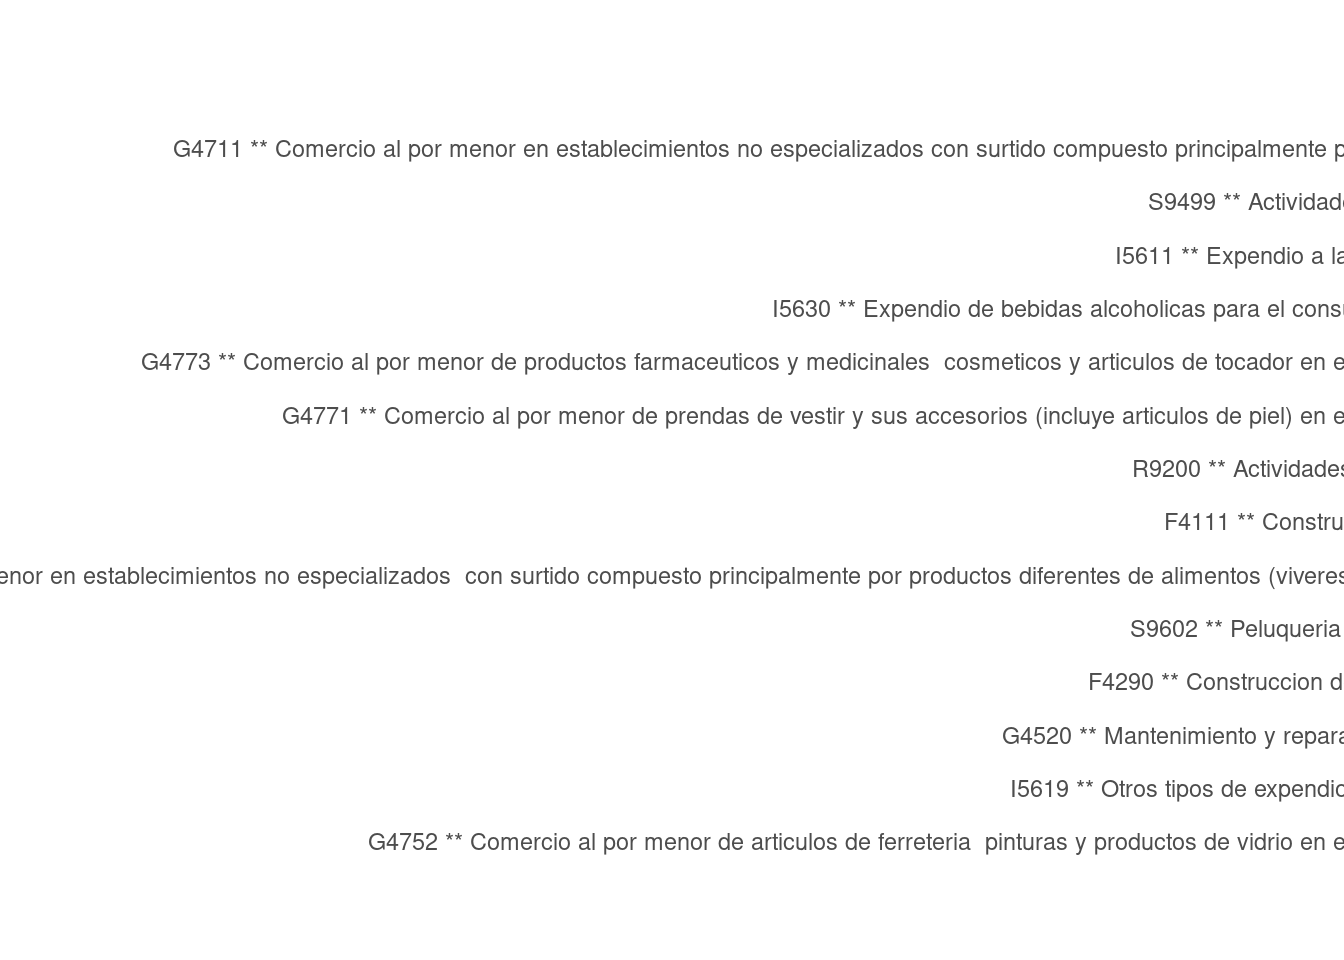 G4711 ** Comercio al por menor en establecimientos no especializados con surtido compuesto principalmente p
S9499 ** Actividad
I5611 ** Expendio a la
I5630 ** Expendio de bebidas alcoholicas para el cons
G4773 ** Comercio al por menor de productos farmaceuticos y medicinales  cosmeticos y articulos de tocador en e
G4771 ** Comercio al por menor de prendas de vestir y sus accesorios (incluye articulos de piel) en e
R9200 ** Actividades
F4111 ** Constru
enor en establecimientos no especializados  con surtido compuesto principalmente por productos diferentes de alimentos (viveres
S9602 ** Peluqueria
F4290 ** Construccion d
G4520 ** Mantenimiento y repara
I5619 ** Otros tipos de expendio
G4752 ** Comercio al por menor de articulos de ferreteria  pinturas y productos de vidrio en e